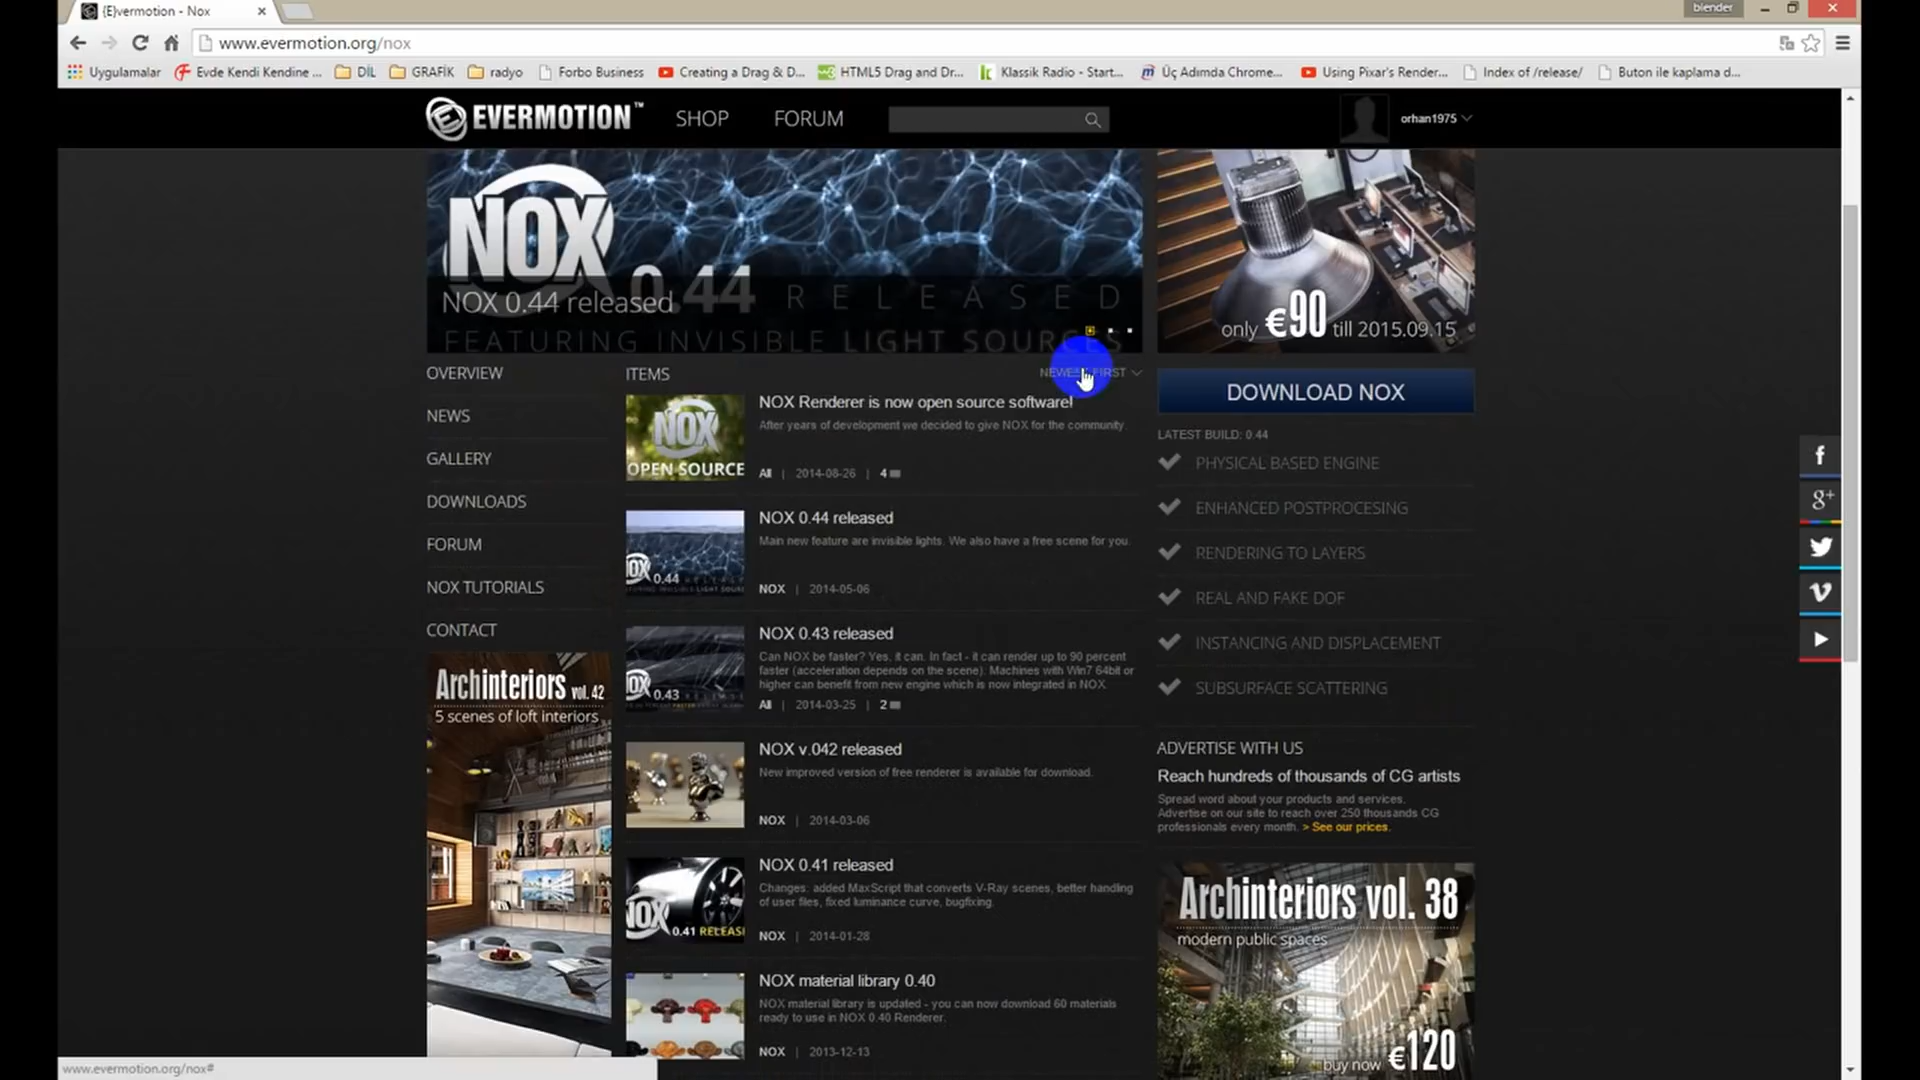 {E}vermotion - Nox
blender
www.evermotion.org/nox
Uygulamalar
Evde Kendi Kendine ...
DİL
GRAFİK
radyo
Forbo Business
Creating a Drag & D...
HTML5 Drag and Dr...
Klassik Radio - Start...
Üç Adımda Chrome...
Using Pixar's Render...
Index of /release/
Buton ile kaplama d...
EVERMOTION™
SHOP
FORUM
orhan1975
NOX
0.44 RELEASED
NOX 0.44 released
FEATURING INVISIBLE LIGHT SOURCES
only €90 till 2015.09.15
OVERVIEW
NEWS
GALLERY
DOWNLOADS
FORUM
NOX TUTORIALS
CONTACT
Archinteriors vol. 42
5 scenes of loft interiors
ITEMS
NEWEST FIRST
NOX
OPEN SOURCE
NOX Renderer is now open source software!
After years of development we decided to give NOX for the community.
All | 2014-08-26 | 4
NOX 0.44
NOX 0.44 released
Main new feature are invisible lights. We also have a free scene for you.
NOX | 2014-05-06
NOX 0.43
NOX 0.43 released
Can NOX be faster? Yes, it can. In fact - it can render up to 90 percent
faster (acceleration depends on the scene). Machines with Win7 64bit or
higher can benefit from new engine which is now integrated in NOX.
All | 2014-03-25 | 2
NOX v.042 released
New improved version of free renderer is available for download.
NOX | 2014-03-06
NOX 0.41 RELEAS
NOX 0.41 released
Changes: added MaxScript that converts V-Ray scenes, better handling
of user files, fixed luminance curve, bugfixing.
NOX | 2014-01-28
NOX material library 0.40
NOX material library is updated - you can now download 60 materials
ready to use in NOX 0.40 Renderer.
NOX | 2013-12-13
DOWNLOAD NOX
LATEST BUILD: 0.44
PHYSICAL BASED ENGINE
ENHANCED POSTPROCESING
RENDERING TO LAYERS
REAL AND FAKE DOF
INSTANCING AND DISPLACEMENT
SUBSURFACE SCATTERING
ADVERTISE WITH US
Reach hundreds of thousands of CG artists
Spread word about your products and services.
Advertise on our site to reach over 250 thousands CG
professionals every month. > See our prices.
Archinteriors vol. 38
modern public spaces
buy now €120
www.evermotion.org/nox#